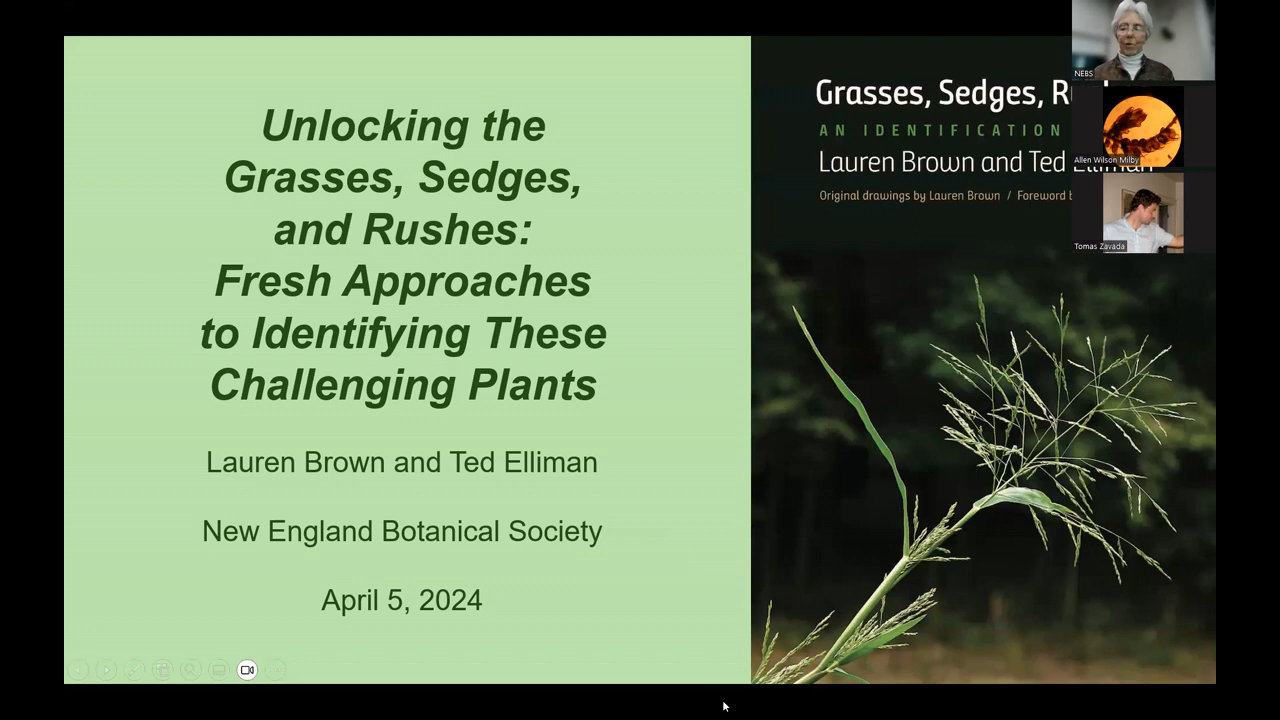 Unlocking the
Grasses, Sedges,
and Rushes:
Fresh Approaches
to Identifying These
Challenging Plants
Lauren Brown and Ted Elliman
New England Botanical Society
April 5, 2024
Grasses, Sedges,
AN IDENTIFICATION
Lauren Brown and Ted Elliman
Original drawings by Lauren Brown / Foreword
NEBS
Allen Wilson Milby
Tomas Zavada